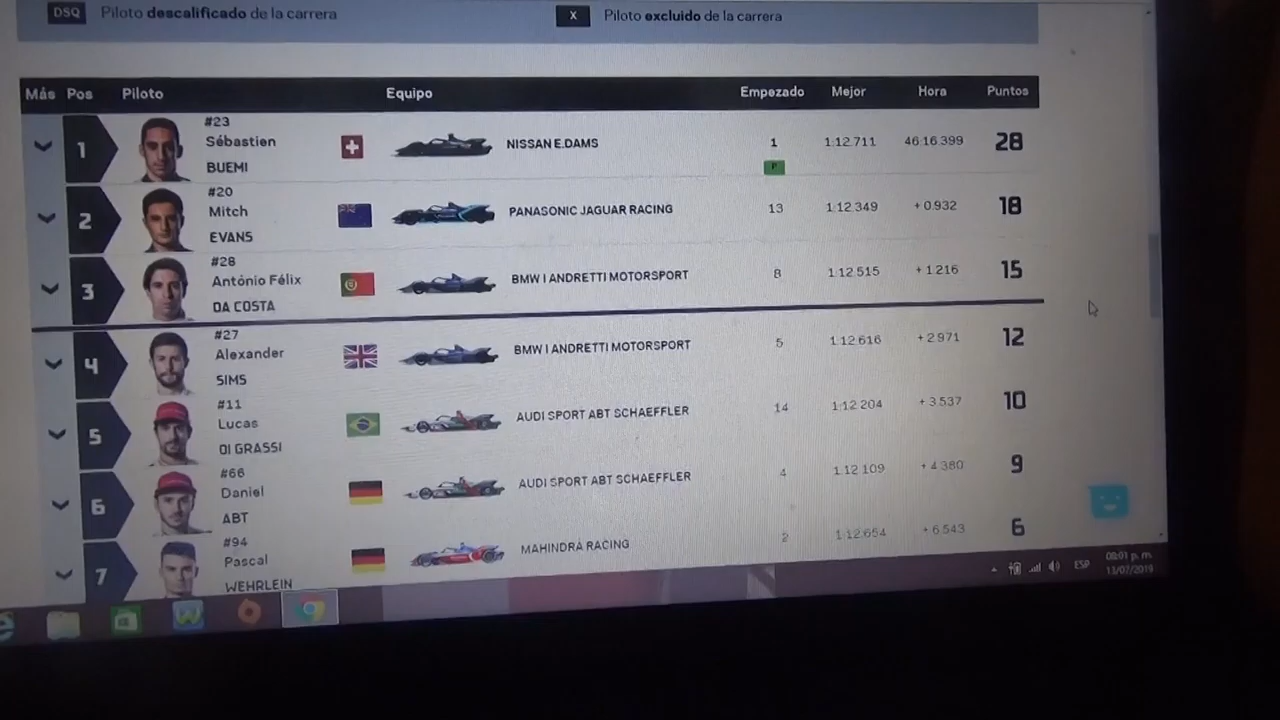 DSQ Piloto descalificado de la carrera X Piloto excluido de la carrera
Más Pos Piloto Equipo Empezado Mejor Hora Puntos
#23
1 Sébastien NISSAN E.DAMS 1 1:12.711 46:16.399 28
BUEMI P
#20
2 Mitch PANASONIC JAGUAR RACING 13 1:12.349 + 0.932 18
EVANS
#28
3 António Félix BMW I ANDRETTI MOTORSPORT 8 1:12.515 + 1.216 15
DA COSTA
#27
4 Alexander BMW I ANDRETTI MOTORSPORT 5 1:12.616 + 2.971 12
SIMS
#11
5 Lucas AUDI SPORT ABT SCHAEFFLER 14 1:12.204 + 3.537 10
DI GRASSI
#66
6 Daniel AUDI SPORT ABT SCHAEFFLER 4 1:12.109 + 4.380 9
ABT
#94
7 Pascal MAHINDRA RACING 2 1:12.654 + 6.543 6
WEHRLEIN
ESP 08:01 p. m.
13/07/2019